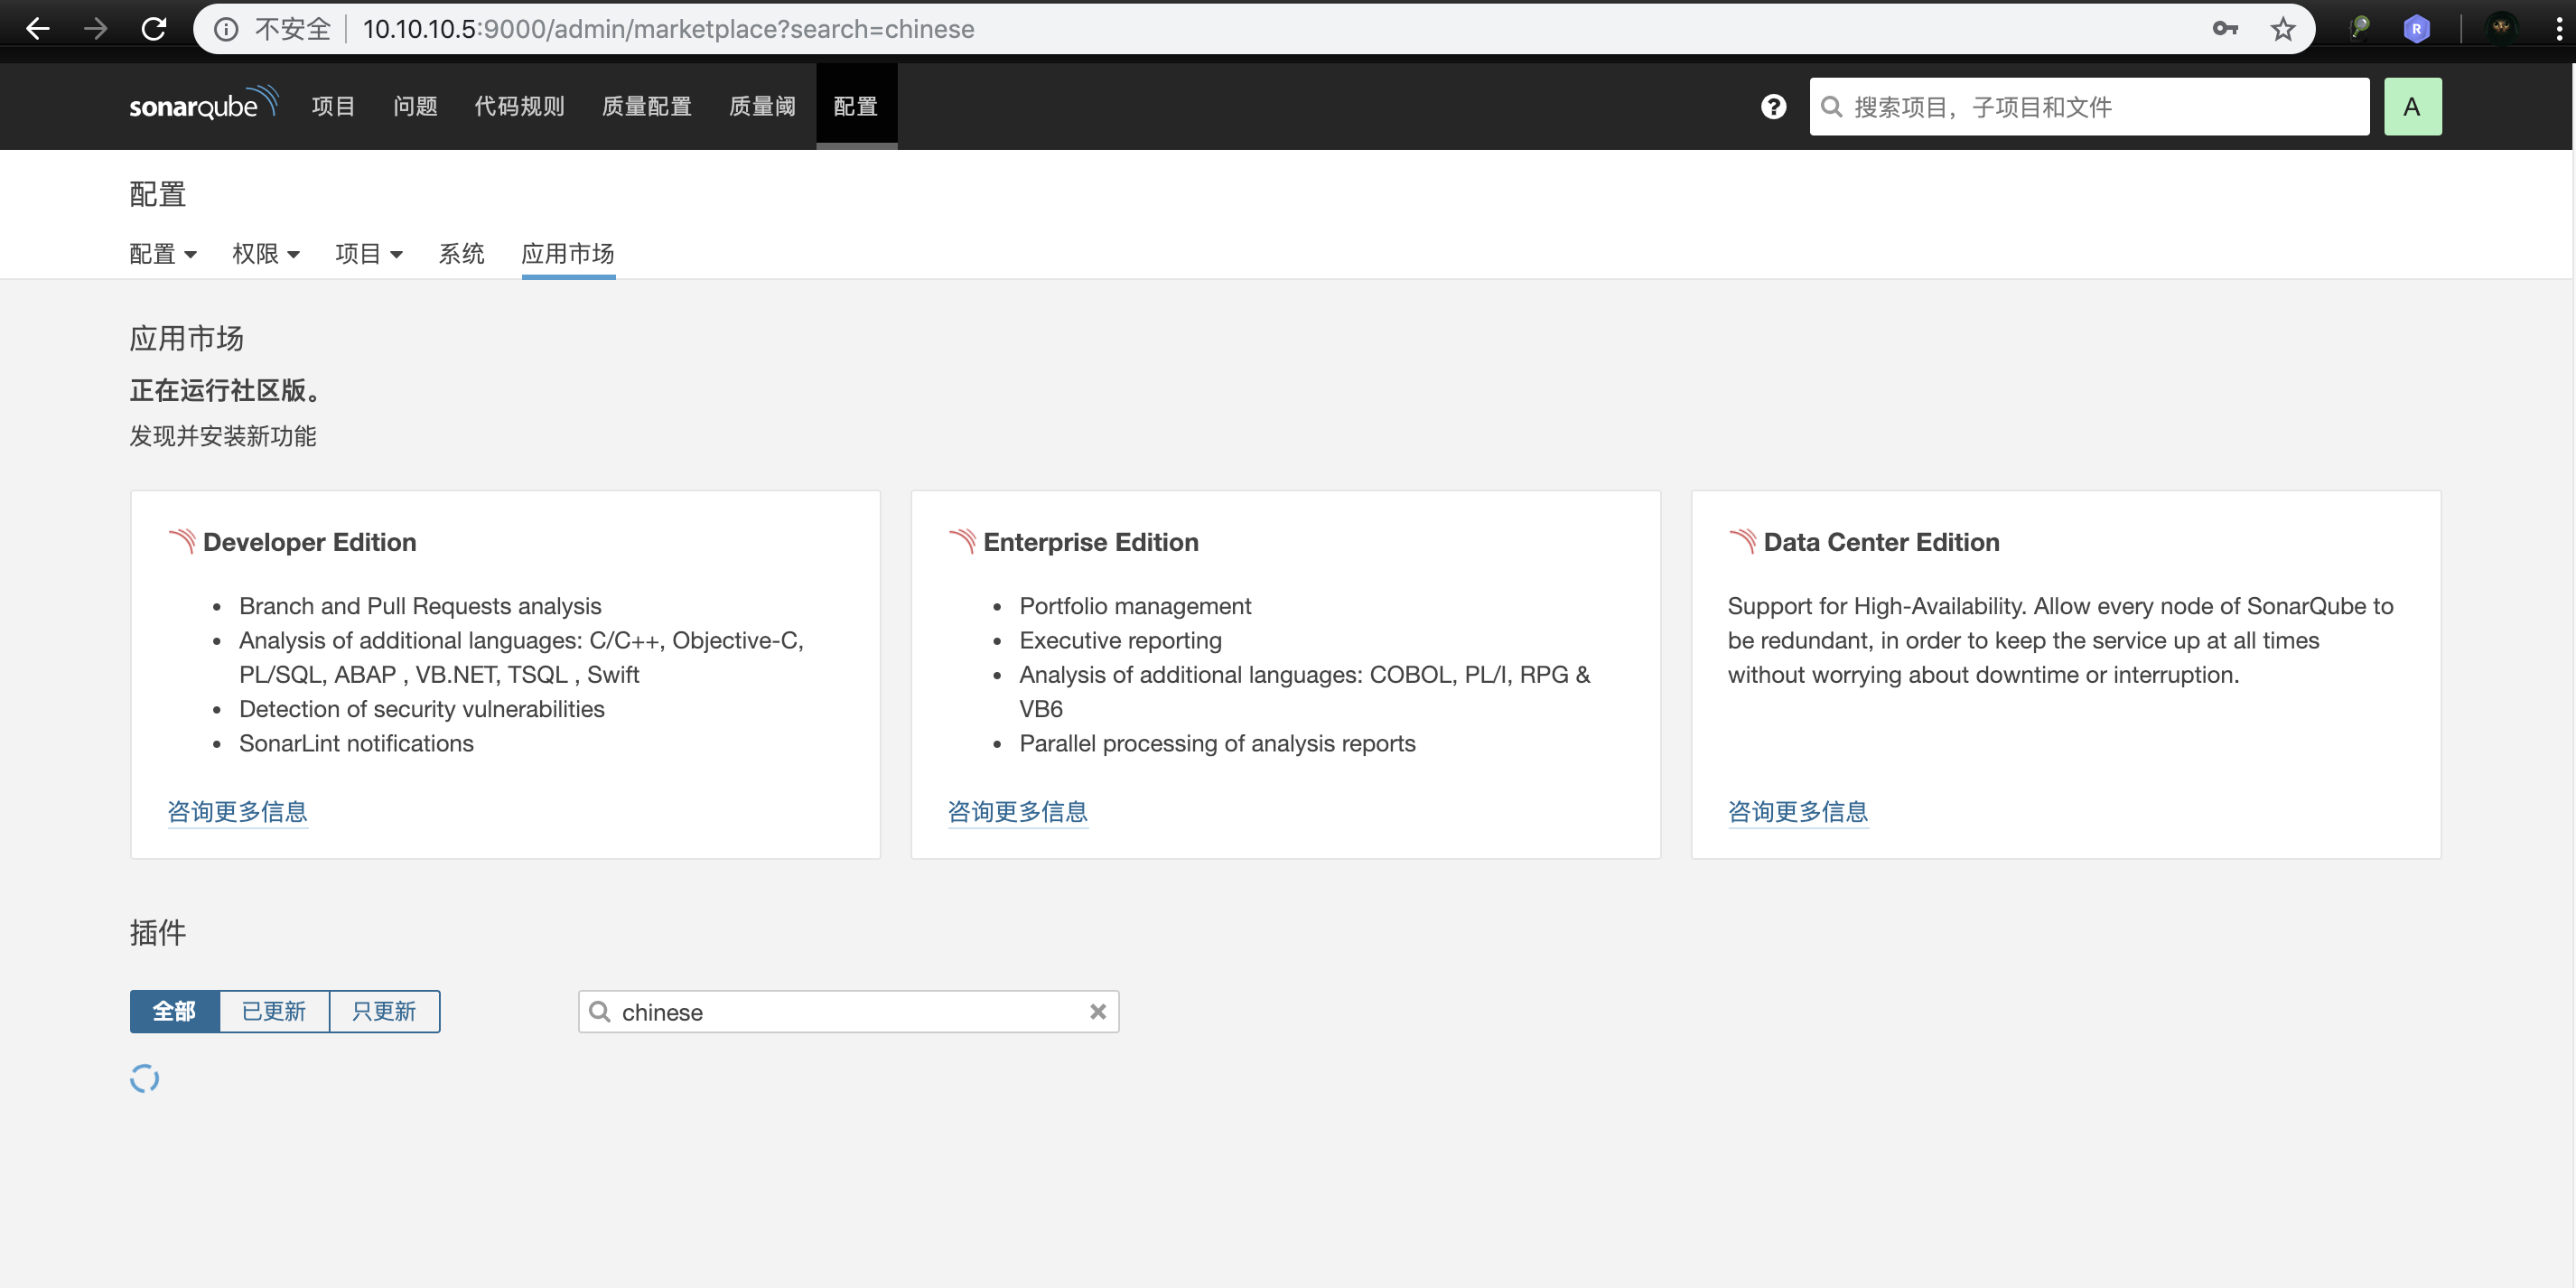 不安全 10.10.10.5:9000/admin/marketplace?search=chinese
R
sonarqube 项目 问题 代码规则 质量配置 质量阈 配置 ? 搜索项目，子项目和文件 A
配置
配置 权限 项目 系统 应用市场
应用市场
正在运行社区版。
发现并安装新功能
Developer Edition
Branch and Pull Requests analysis
Analysis of additional languages: C/C++, Objective-C,
PL/SQL, ABAP , VB.NET, TSQL , Swift
Detection of security vulnerabilities
SonarLint notifications
咨询更多信息
Enterprise Edition
Portfolio management
Executive reporting
Analysis of additional languages: COBOL, PL/I, RPG &
VB6
Parallel processing of analysis reports
咨询更多信息
Data Center Edition
Support for High-Availability. Allow every node of SonarQube to
be redundant, in order to keep the service up at all times
without worrying about downtime or interruption.
咨询更多信息
插件
全部 已更新 只更新 chinese